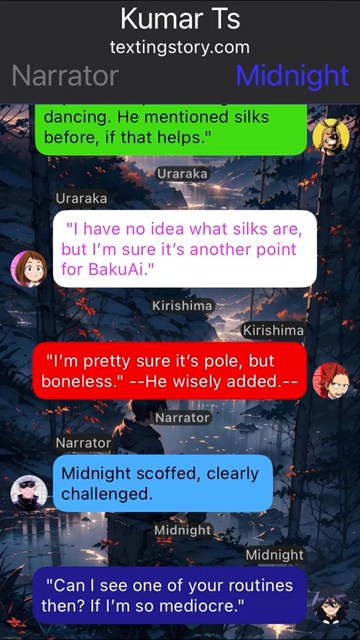 Kumar Ts
textingstory.com
Narrator Midnight
dancing. He mentioned silks
before, if that helps."
Uraraka
Uraraka
"I have no idea what silks are,
but I'm sure it's another point
for BakuAi."
Kirishima
Kirishima
"I'm pretty sure it's pole, but
boneless." --He wisely added.--
Narrator
Narrator
Midnight scoffed, clearly
challenged.
Midnight
Midnight
"Can I see one of your routines
then? If I'm so mediocre."